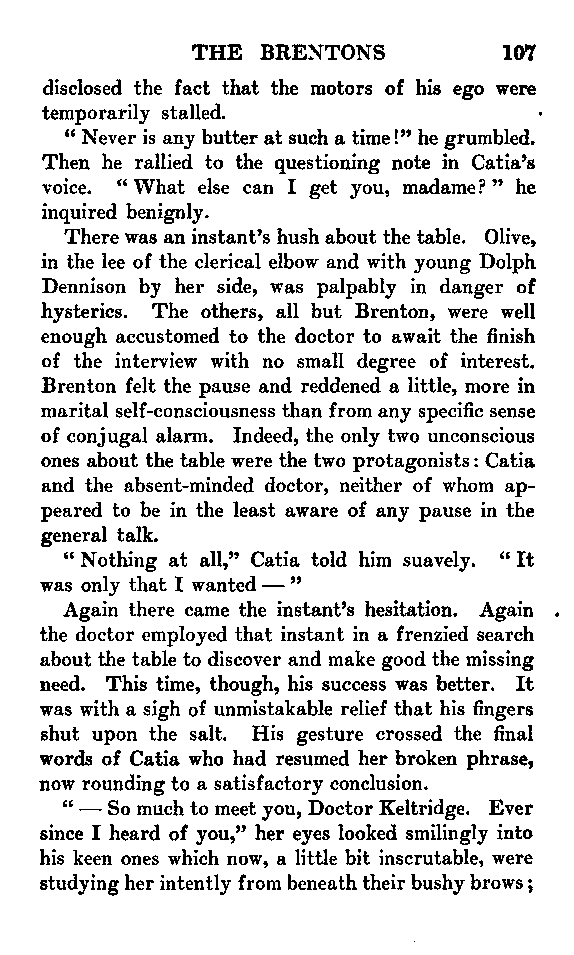 THE BRENTONS 107
disclosed the fact that the motors of his ego were
temporarily stalled.
“ Never is any butter at such a time!” he grumbled.
Then he rallied to the questioning note in Catia’s
voice. “ What else can I get you, madame? ” he
inquired benignly.
There was an instant’s hush about the table. Olive,
in the lee of the clerical elbow and with young Dolph
Dennison by her side, was palpably in danger of
hysterics. The others, all but Brenton, were well
enough accustomed to the doctor to await the finish
of the interview with no small degree of interest.
Brenton felt the pause and reddened a little, more in
marital self-consciousness than from any specific sense
of conjugal alarm. Indeed, the only two unconscious
ones about the table were the two protagonists: Catia
and the absent-minded doctor, neither of whom ap-
peared to be in the least aware of any pause in the
general talk.
“ Nothing at all,” Catia told him suavely. “ It
was only that I wanted — ”
Again there came the instant’s hesitation. Again
the doctor employed that instant in a frenzied search
about the table to discover and make good the missing
need. This time, though, his success was better. It
was with a sigh of unmistakable relief that his fingers
shut upon the salt. His gesture crossed the final
words of Catia who had resumed her broken phrase,
now rounding to a satisfactory conclusion.
“ — So much to meet you, Doctor Keltridge. Ever
since I heard of you,” her eyes looked smilingly into
his keen ones which now, a little bit inscrutable, were
studying her intently from beneath their bushy brows;